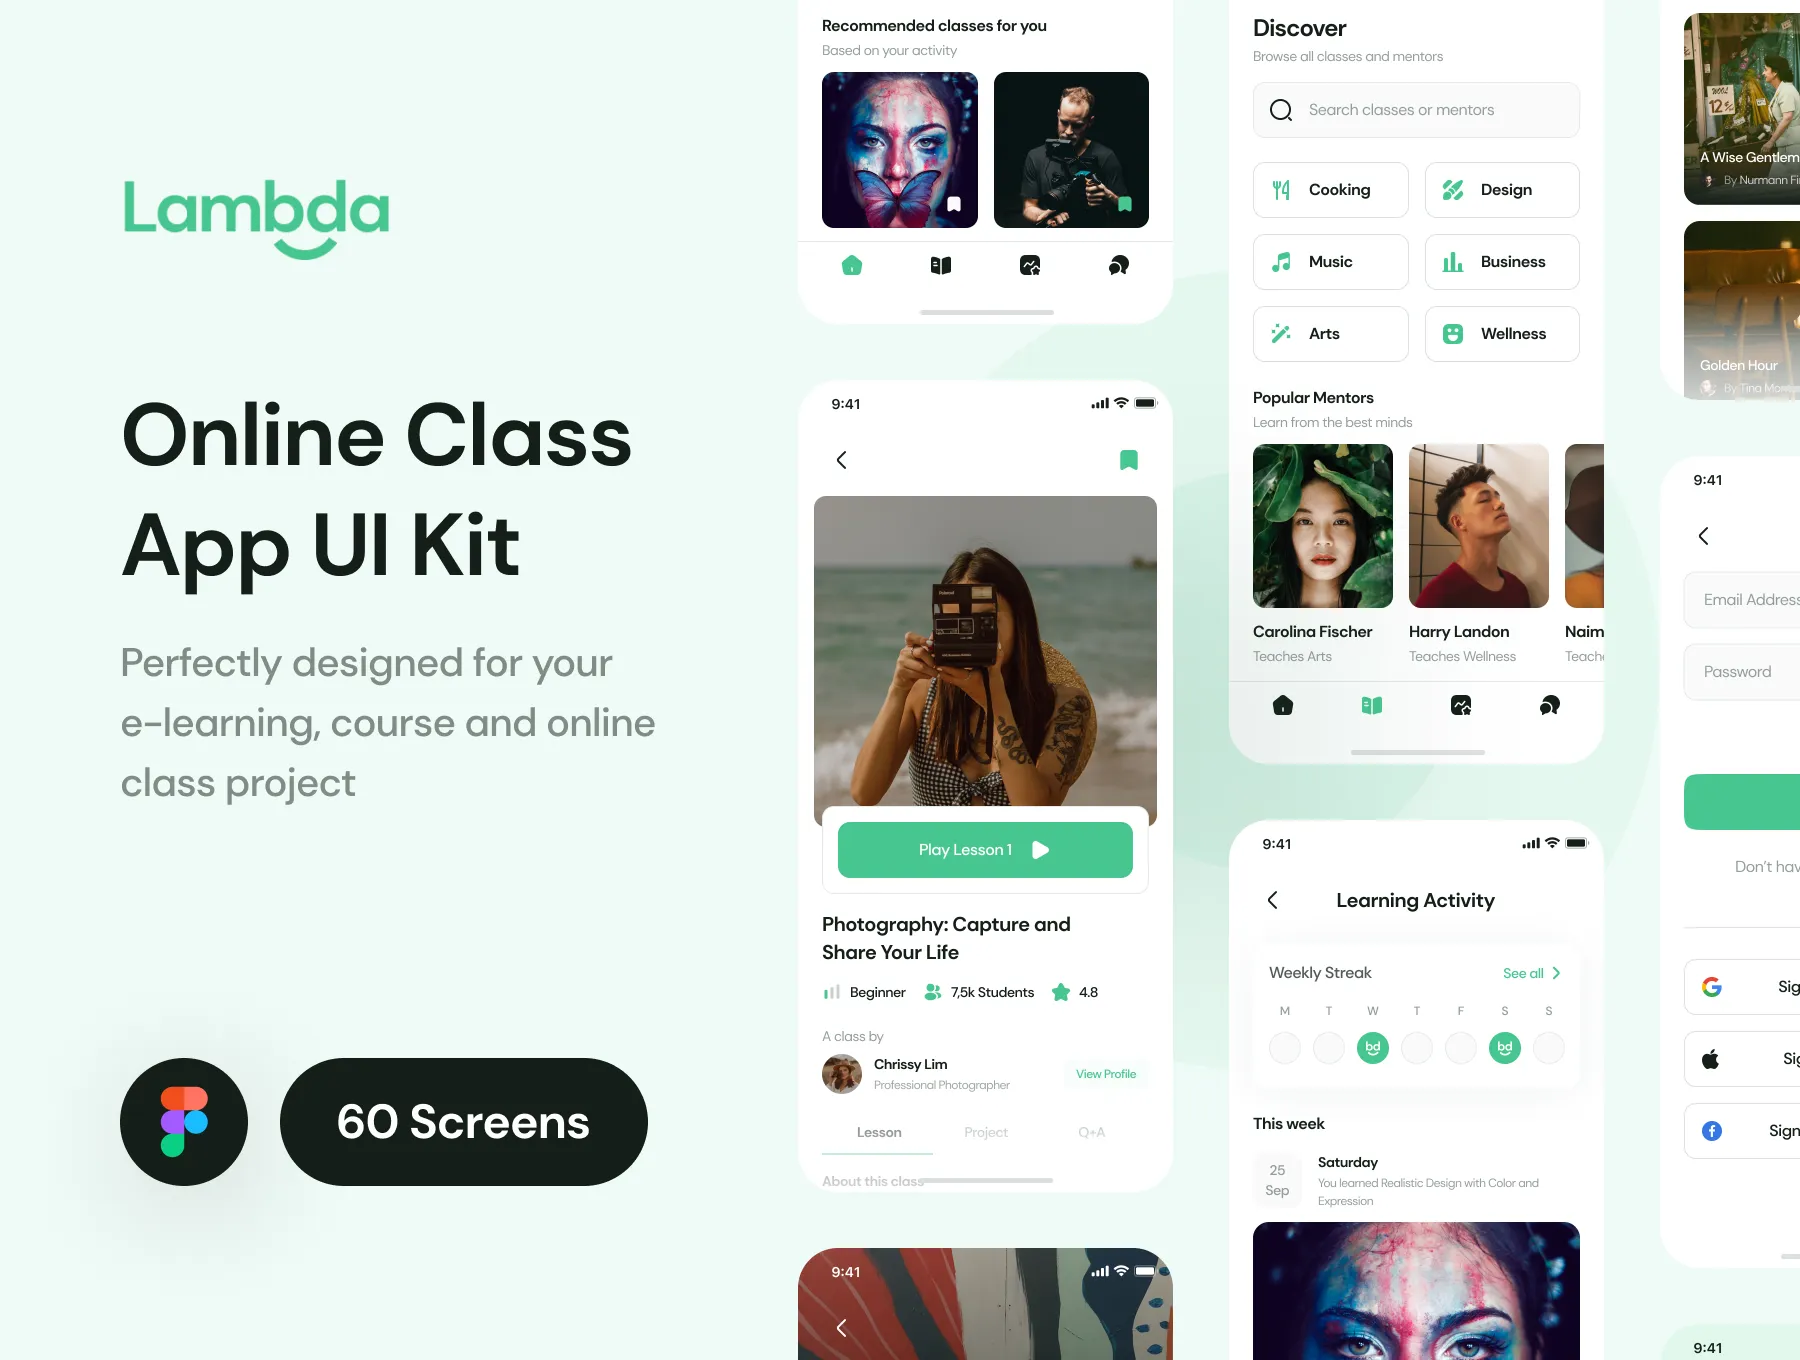 Lambda
Online Class
App UI Kit
Perfectly designed for your
e-learning, course and online
class project
60 Screens
Recommended classes for you
Based on your activity
9:41
Play Lesson 1
Photography: Capture and
Share Your Life
Beginner 7,5k Students 4.8
A class by
Chrissy Lim
Professional Photographer
View Profile
Lesson Project Q+A
About this class
9:41
Discover
Browse all classes and mentors
Search classes or mentors
Cooking Design
Music Business
Arts Wellness
Popular Mentors
Learn from the best minds
Carolina Fischer Harry Landon Naim
Teaches Arts Teaches Wellness Teache
9:41
Learning Activity
Weekly Streak See all
M T W T F S S
bd bd
This week
25
Sep
Saturday
You learned Realistic Design with Color and
Expression
WOOL
12
A Wise Gentlem
By Nurmann Fi
Golden Hour
By Tina
9:41
Email Address
Password
Don't hav
Sig
Sig
Sign
9:41